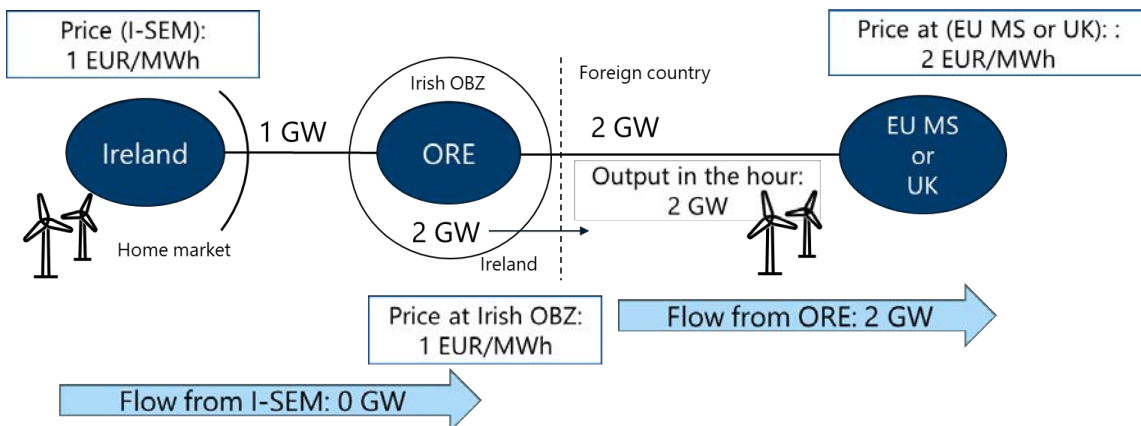 Price (I-SEM):
1 EUR/MWh
Price at (EU MS or UK): :
2 EUR/MWh
Irish OBZ
Foreign country
1 GW
2 GW
Ireland
ORE
EU MS
or
UK
Output in the hour:
2 GW
2 GW
Home market
Ireland
Price at Irish OBZ:
1 EUR/MWh
Flow from ORE: 2 GW
Flow from I-SEM: 0 GW